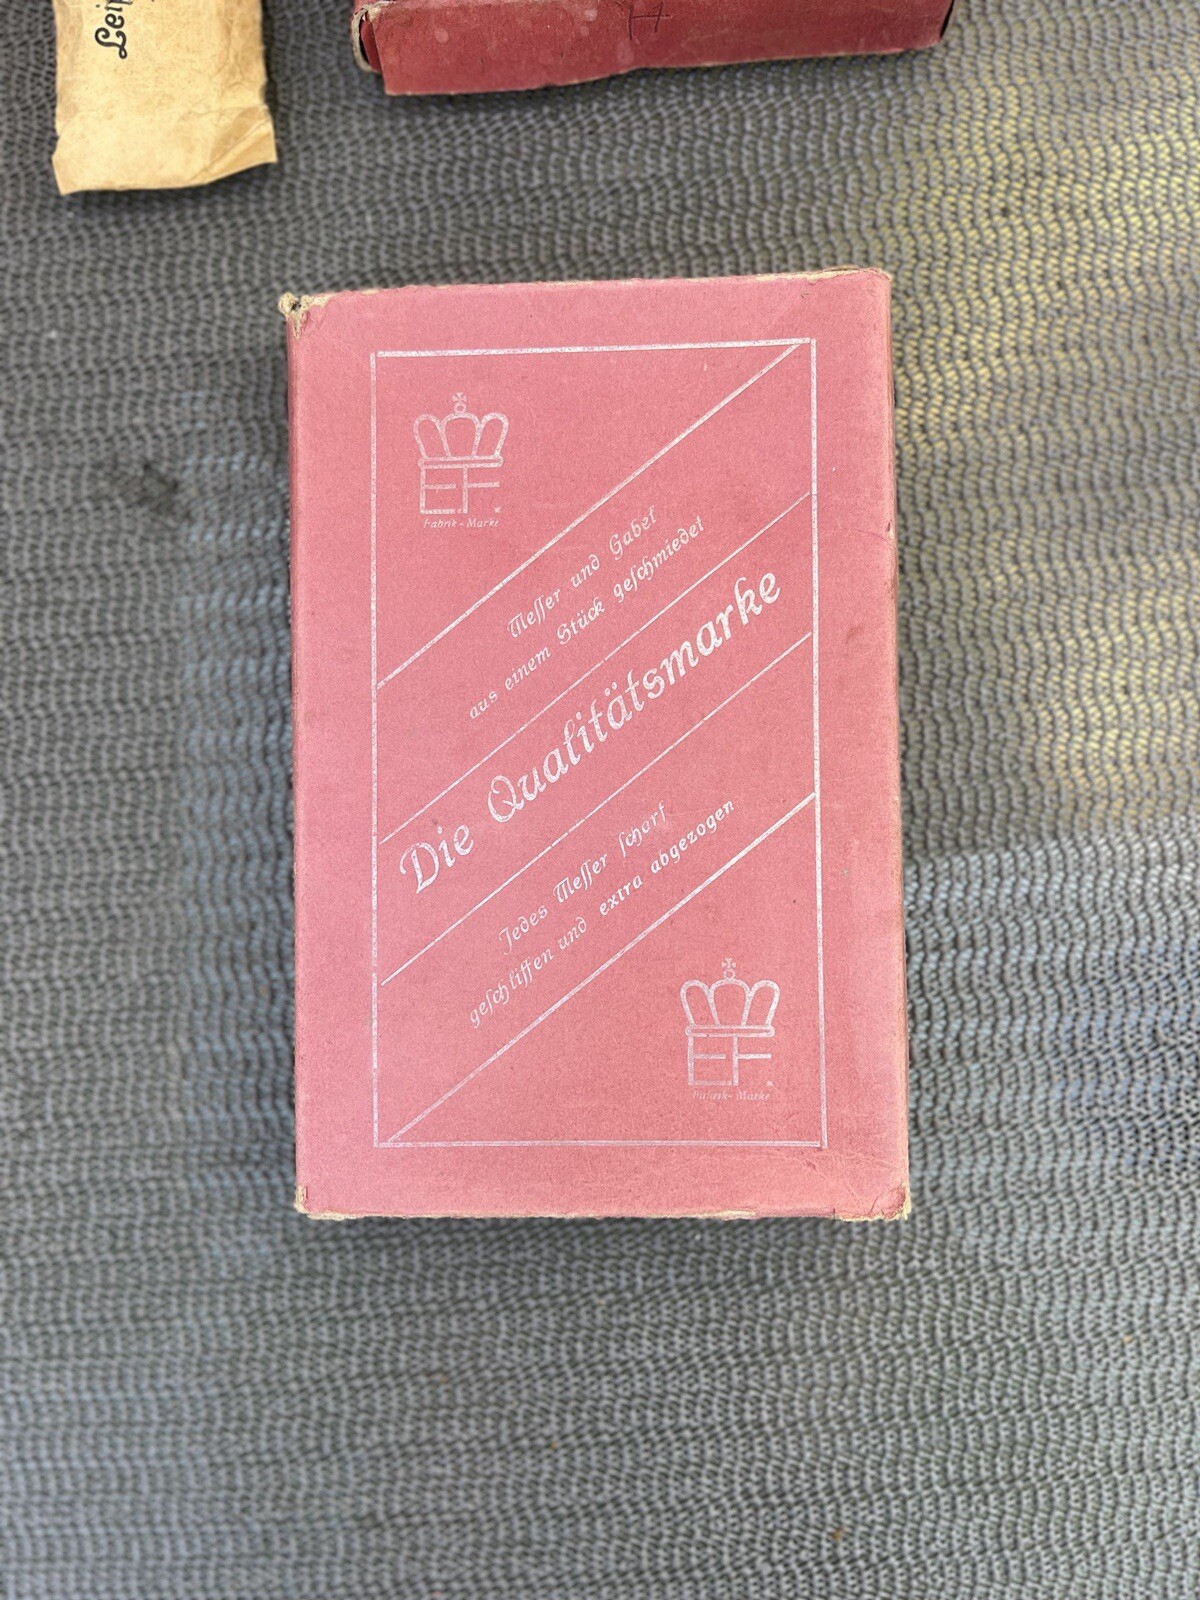 Leip
H
EF
Fabrik-Marke
Messer und Gabel
aus einem Stück geschmiedet
Die Qualitätsmarke
Jedes Messer scharf
geschliffen und extra abgezogen
EF
Fabrik-Marke